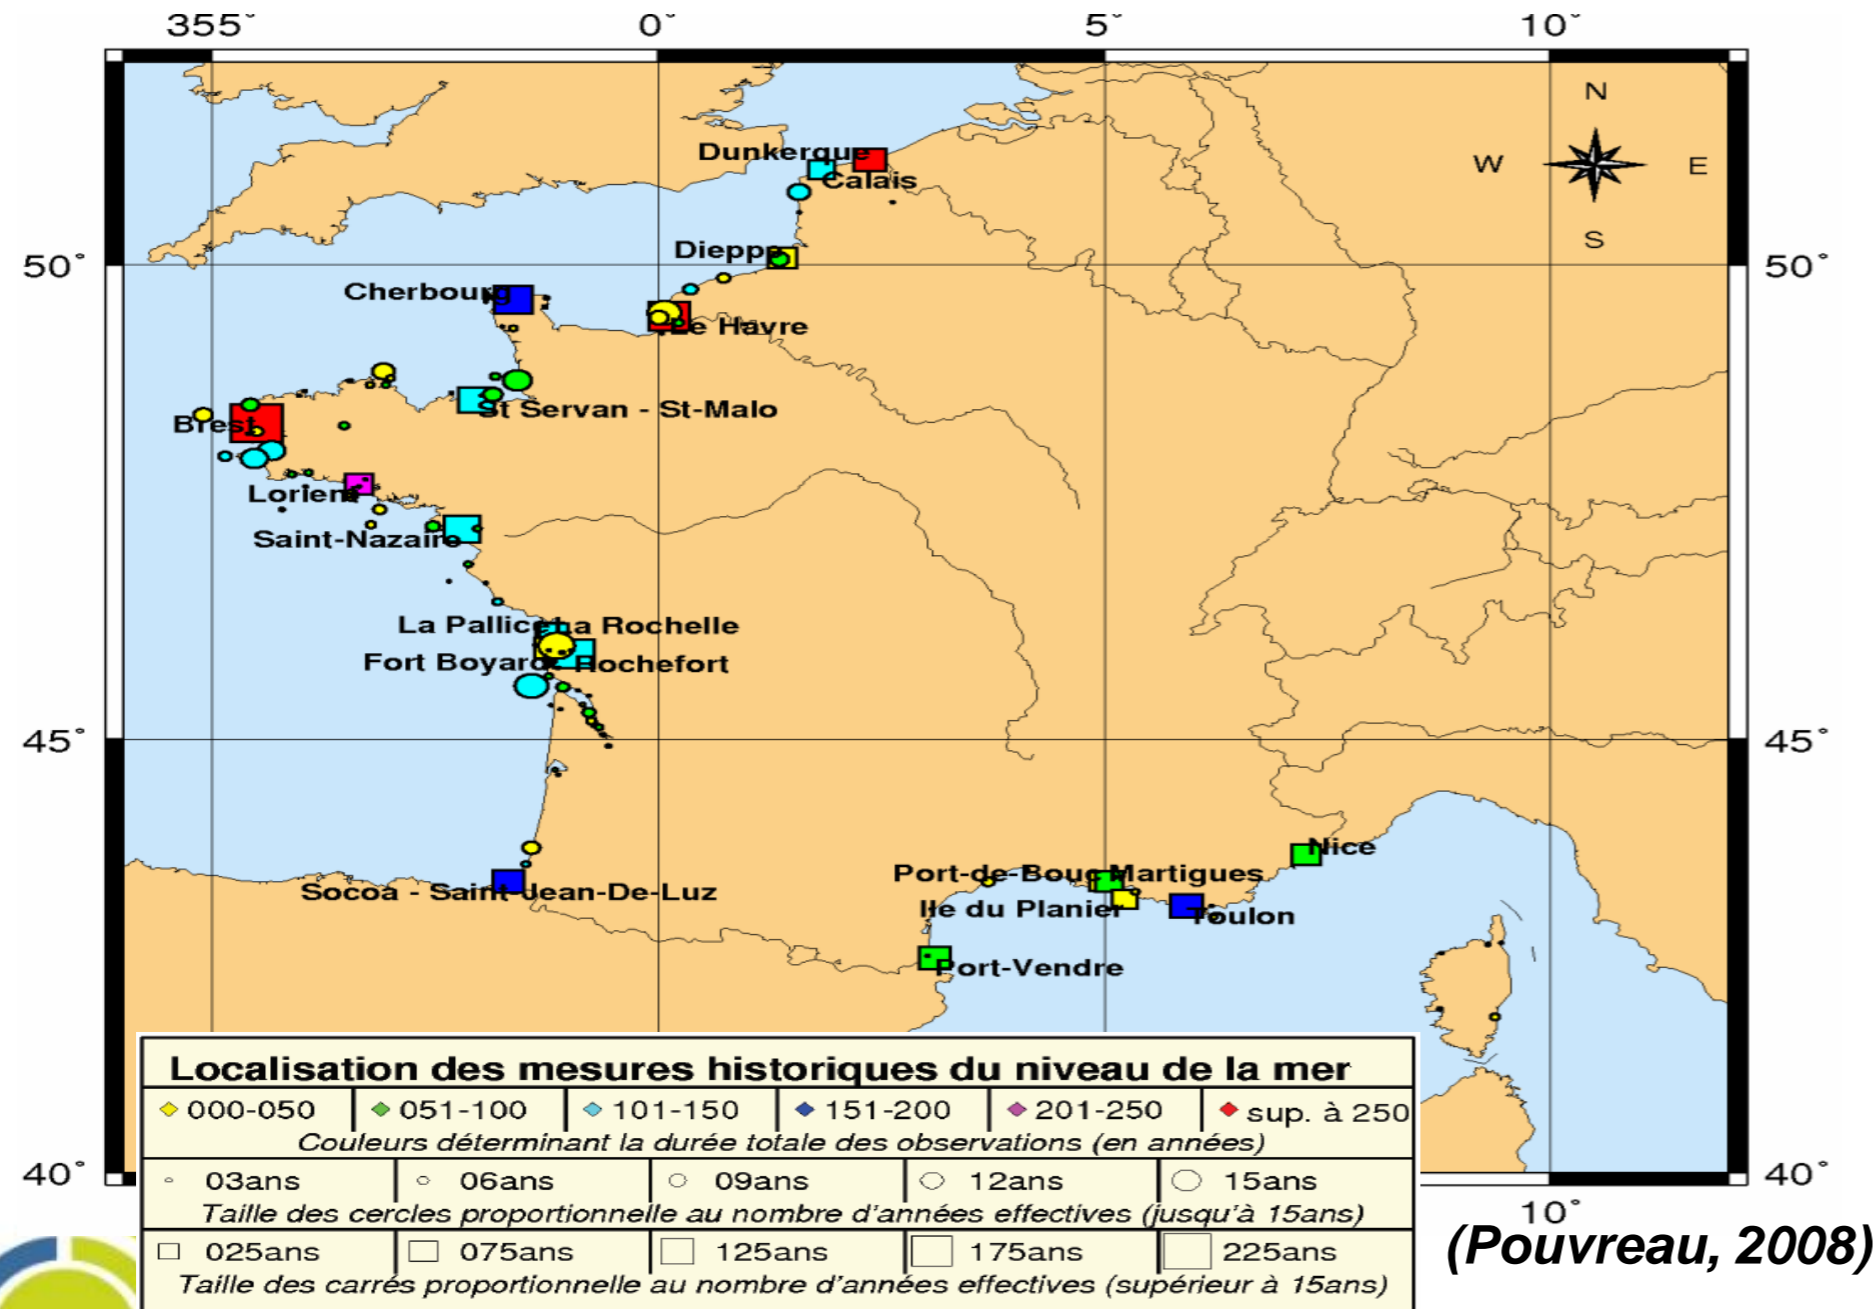 355°
0°
5°
10°
N
W
E
S
Dunkerque
Calais
Dieppe
50°
50°
Cherbourg
Le Havre
St Servan - St-Malo
Brest
Lorient
Saint-Nazaire
La Pallice
La Rochelle
Fort Boyard
Rochefort
45°
45°
Nice
Port-de-Bouc
Martigues
Socoa - Saint-Jean-De-Luz
Ile du Planier
Toulon
Port-Vendre
40°
40°
10°
Localisation des mesures historiques du niveau de la mer
000-050 051-100 101-150 151-200 201-250 sup. à 250
Couleurs déterminant la durée totale des observations (en années)
03ans 06ans 09ans 12ans 15ans
Taille des cercles proportionnelle au nombre d'années effectives (jusqu'à 15ans)
025ans 075ans 125ans 175ans 225ans
Taille des carrés proportionnelle au nombre d'années effectives (supérieur à 15ans)
(Pouvreau, 2008)